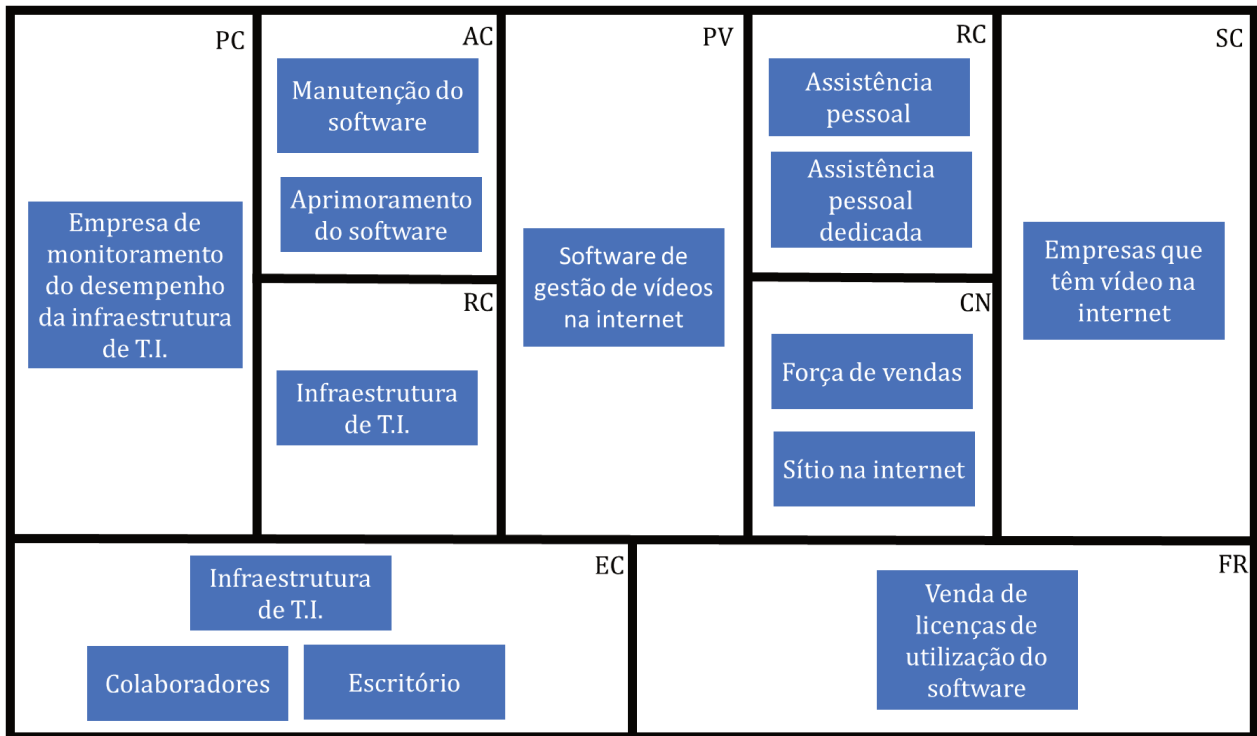 PC
Empresa de
monitoramento
do desempenho
da infraestrutura
de T.I.
AC
Manutenção do
software
Aprimoramento
do software
RC
Infraestrutura
de T.I.
PV
Software de
gestão de vídeos
na internet
RC
Assistência
pessoal
Assistência
pessoal
dedicada
CN
Força de vendas
Sítio na internet
SC
Empresas que
têm vídeo na
internet
EC
Infraestrutura
de T.I.
Colaboradores
Escritório
FR
Venda de
licenças de
utilização do
software